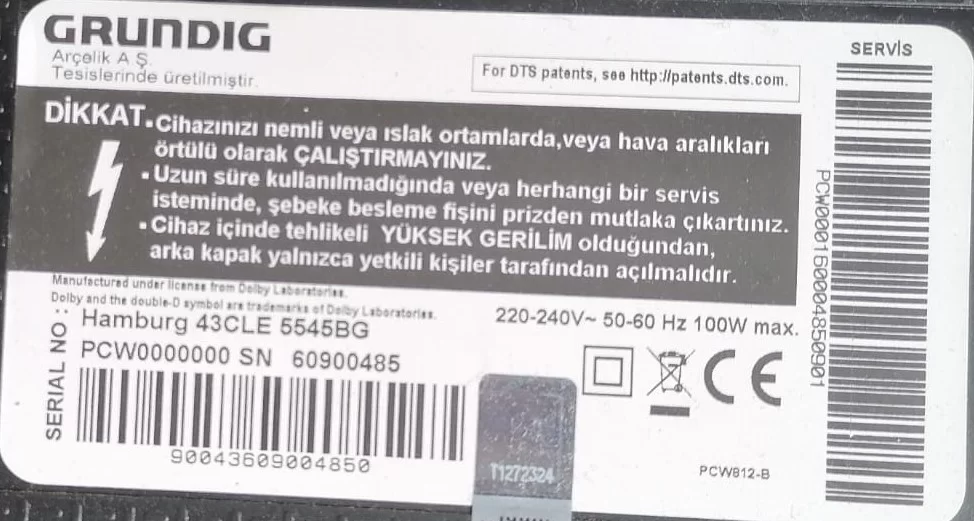 GRUNDIG
Arçelik A Ş.
Tesislerinde üretilmiştir.
For DTS patents, see http://patents.dts.com.
SERVİS
DİKKAT
▪Cihazınızı nemli veya ıslak ortamlarda,veya hava aralıkları
örtülü olarak ÇALIŞTIRMAYINIZ.
▪Uzun süre kullanılmadığında veya herhangi bir servis
isteminde, şebeke besleme fişini prizden mutlaka çıkartınız.
▪Cihaz içinde tehlikeli YÜKSEK GERİLİM olduğundan,
arka kapak yalnızca yetkili kişiler tarafından açılmalıdır.
Manufactured under license from Dolby Laboratories.
Dolby and the double-D symbol are trademarks of Dolby Laboratories.
Hamburg 43CLE 5545BG
220-240V~ 50-60 Hz 100W max.
PCW0000000 SN 60900485
SERIAL NO :
90043609004850
T1272324
CE
PCW812-B
PCW000160004850901